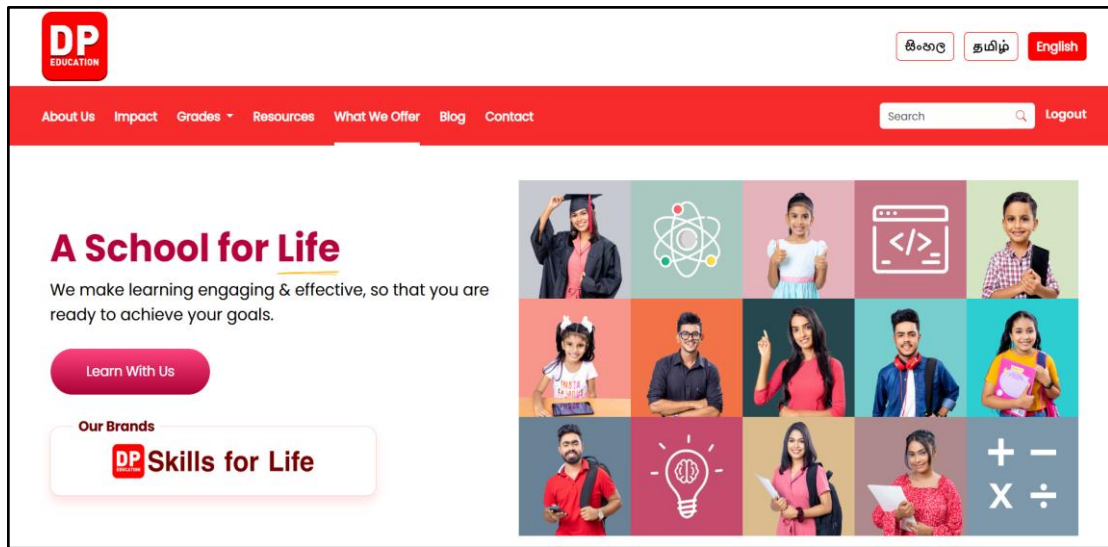 DP
EDUCATION
සිංහල தமிழ் English
About Us Impact Grades Resources What We Offer Blog Contact Search Logout
A School for Life
We make learning engaging & effective, so that you are
ready to achieve your goals.
Learn With Us
Our Brands
DP EDUCATION Skills for Life